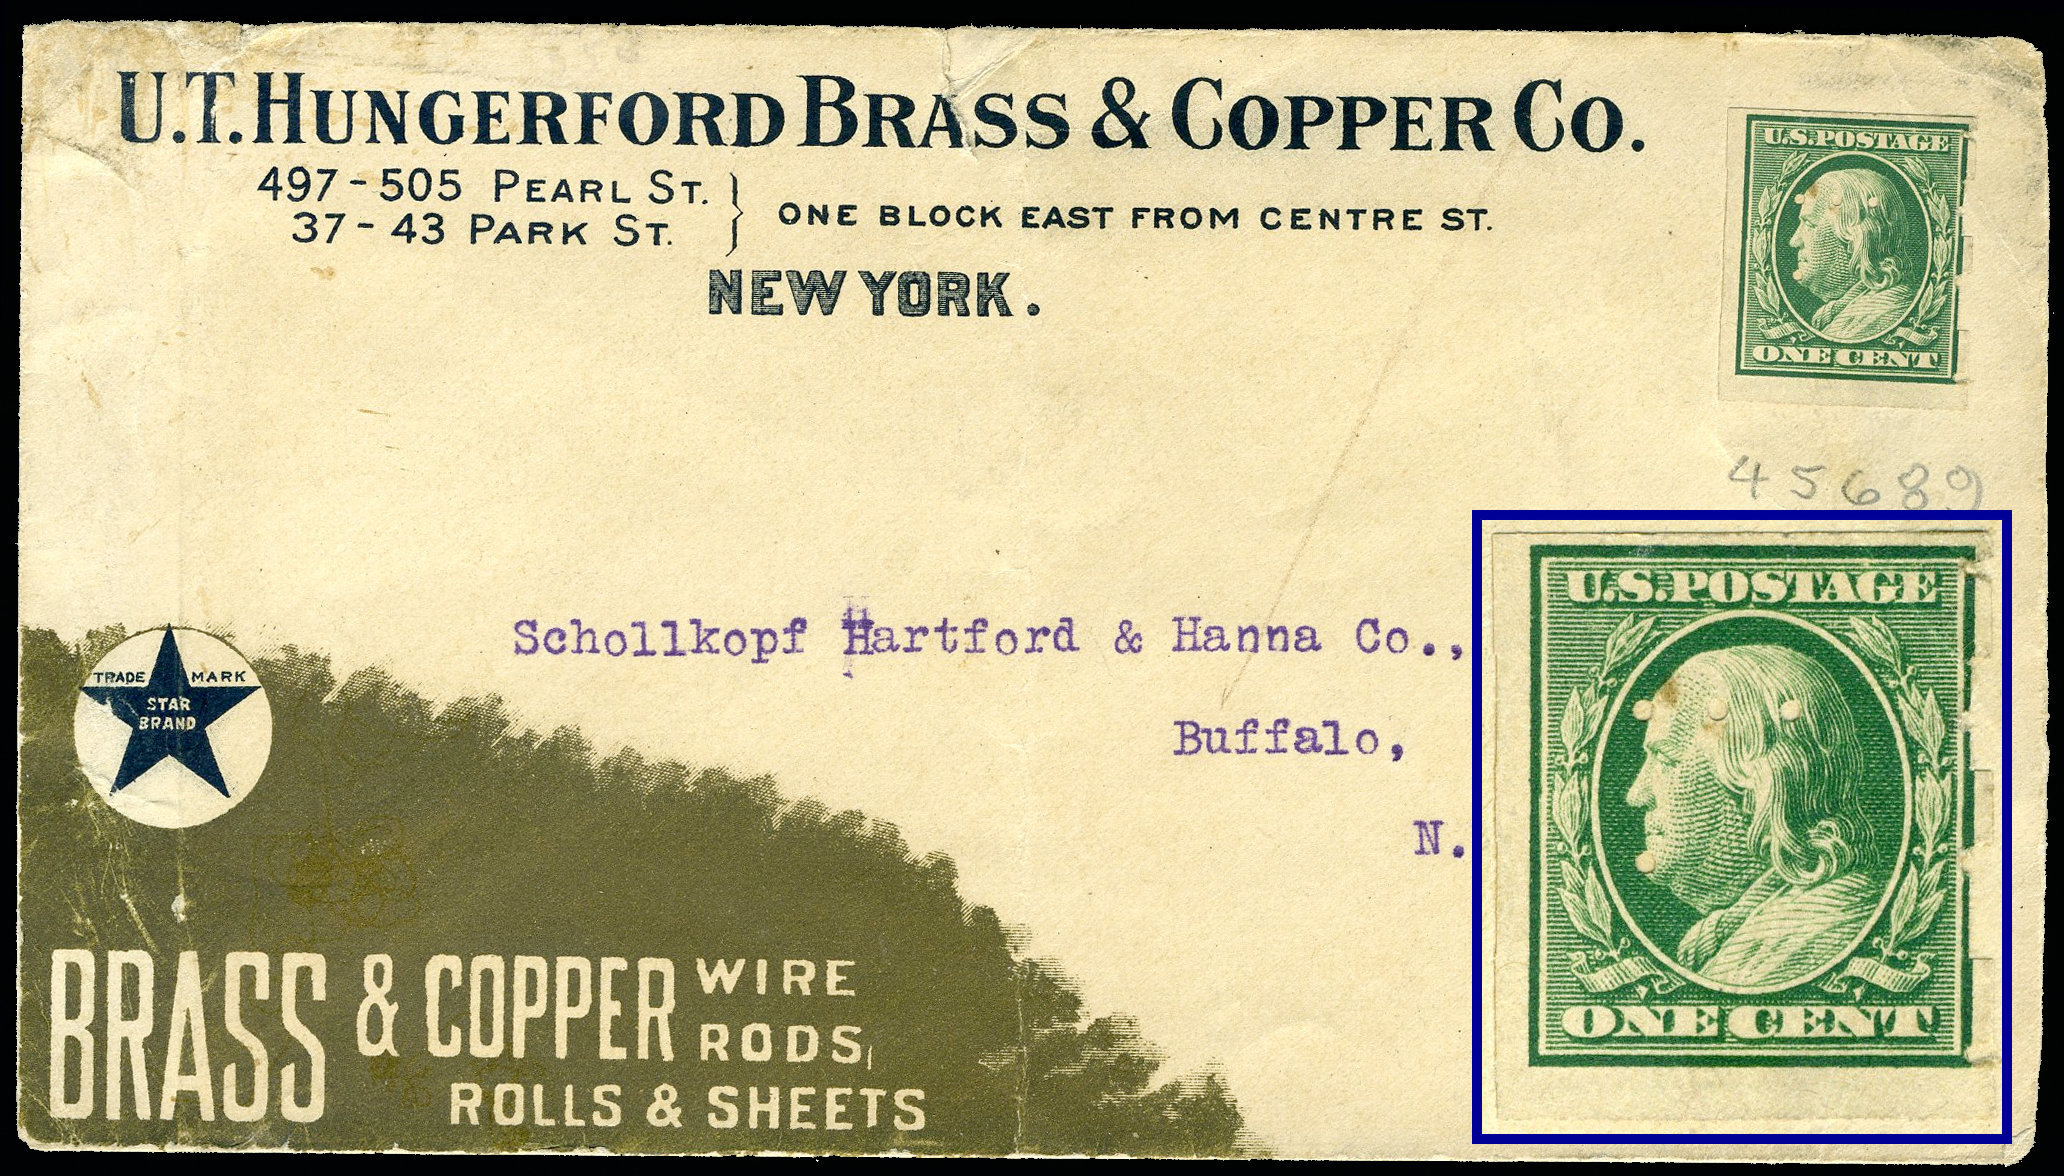 U.T. HUNGERFORD BRASS & COPPER CO.
497-505 PEARL ST.
37-43 PARK ST.
ONE BLOCK EAST FROM CENTRE ST.
NEW YORK.
U.S. POSTAGE
ONE CENT
45689
Schollkopf Hartford & Hanna Co.,
Buffalo,
N.
TRADE MARK
STAR
BRAND
BRASS & COPPER WIRE
RODS,
ROLLS & SHEETS
U.S. POSTAGE
ONE CENT